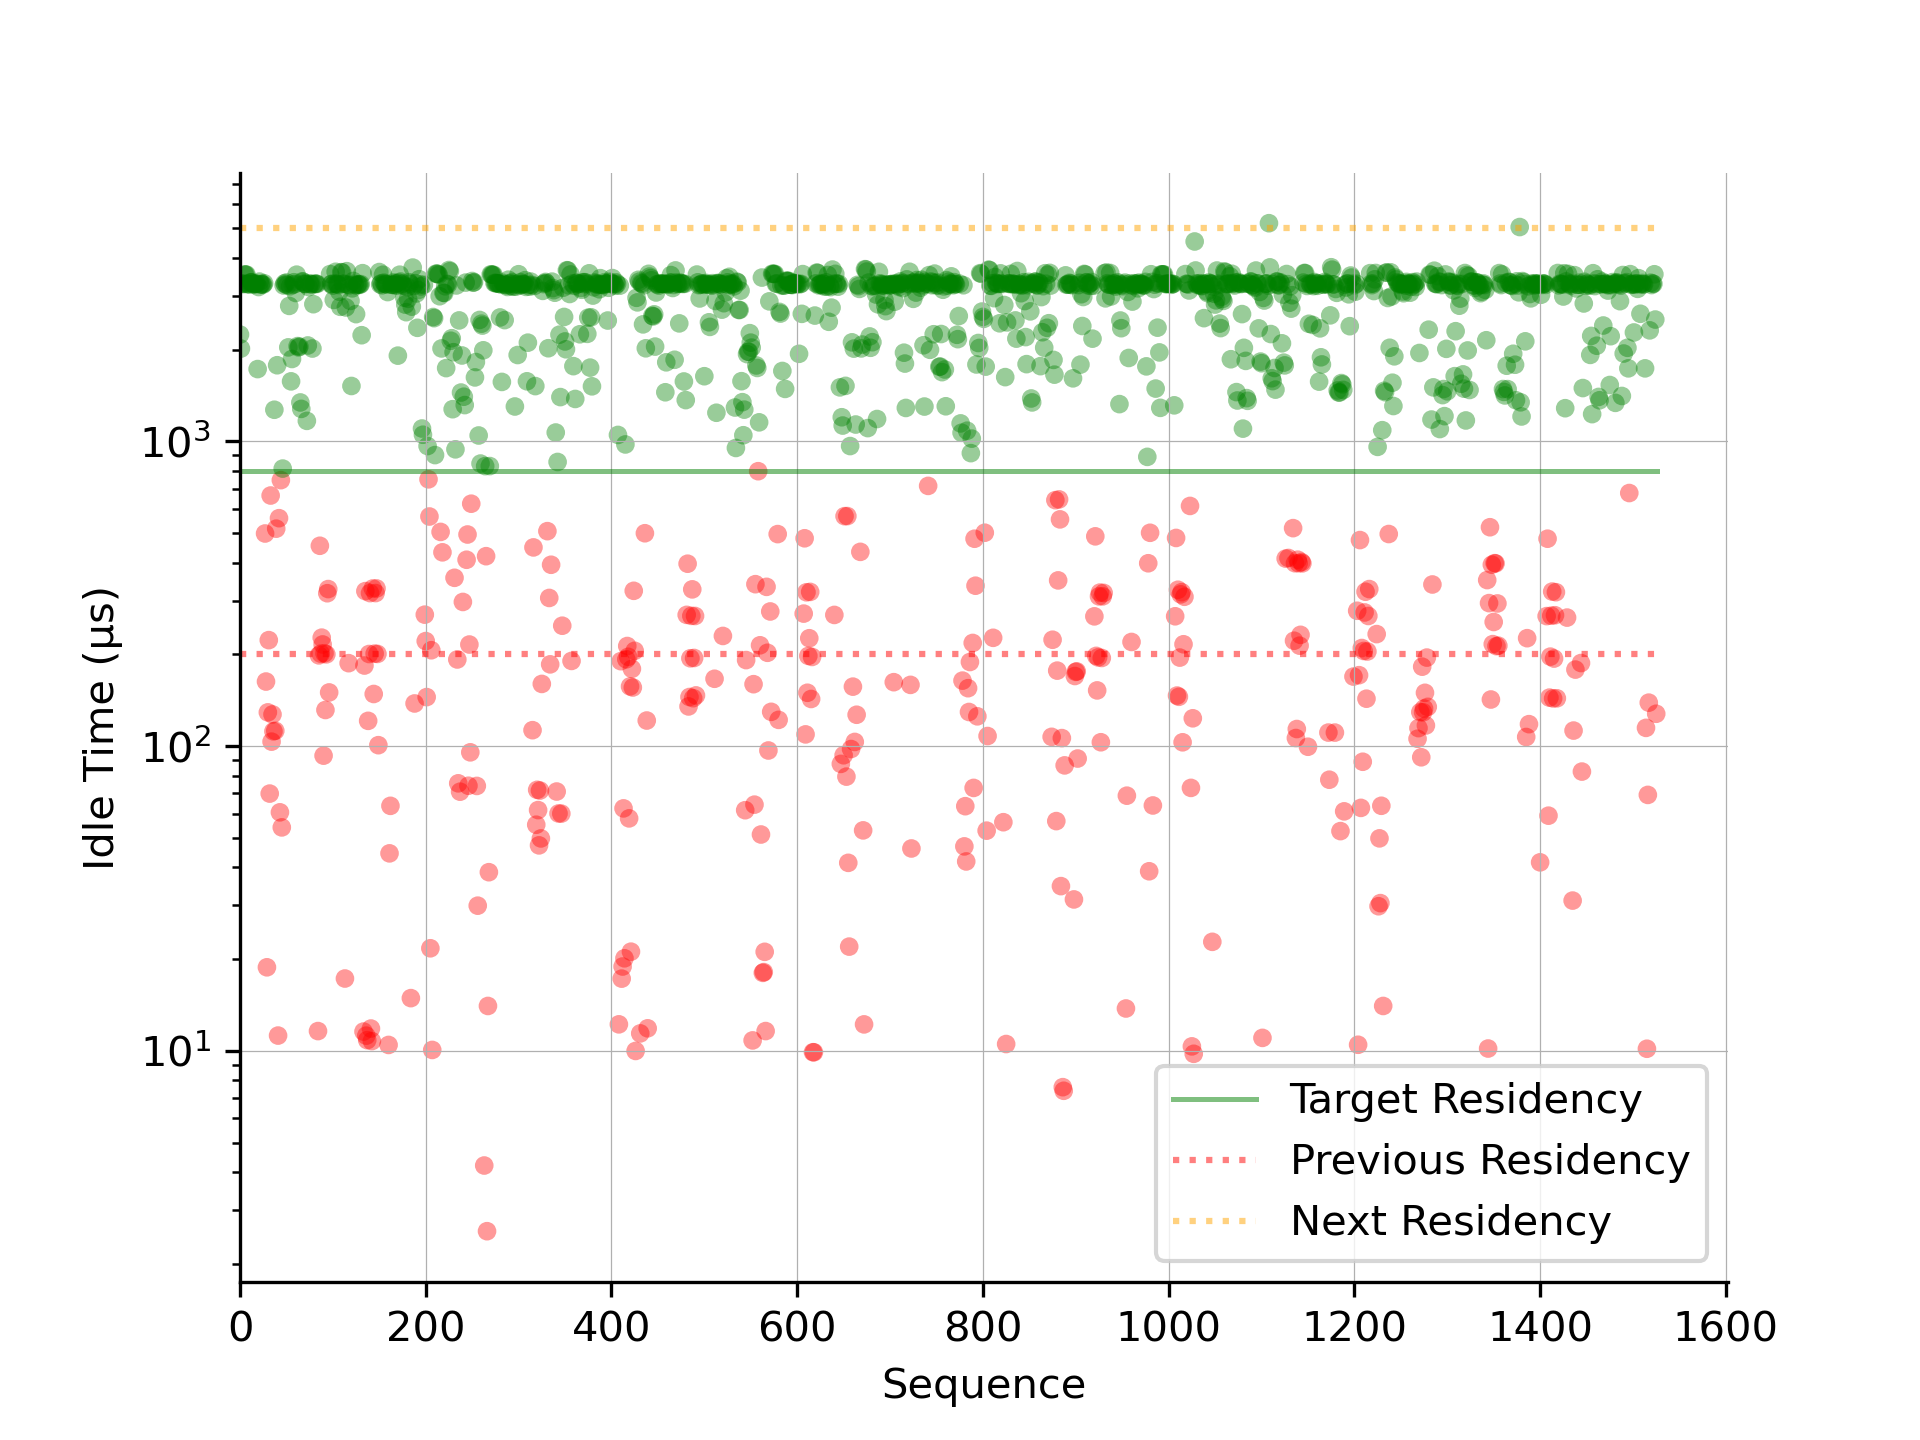 Idle Time (µs)
10³
10²
10¹
0 200 400 600 800 1000 1200 1400 1600
Sequence
Target Residency
Previous Residency
Next Residency